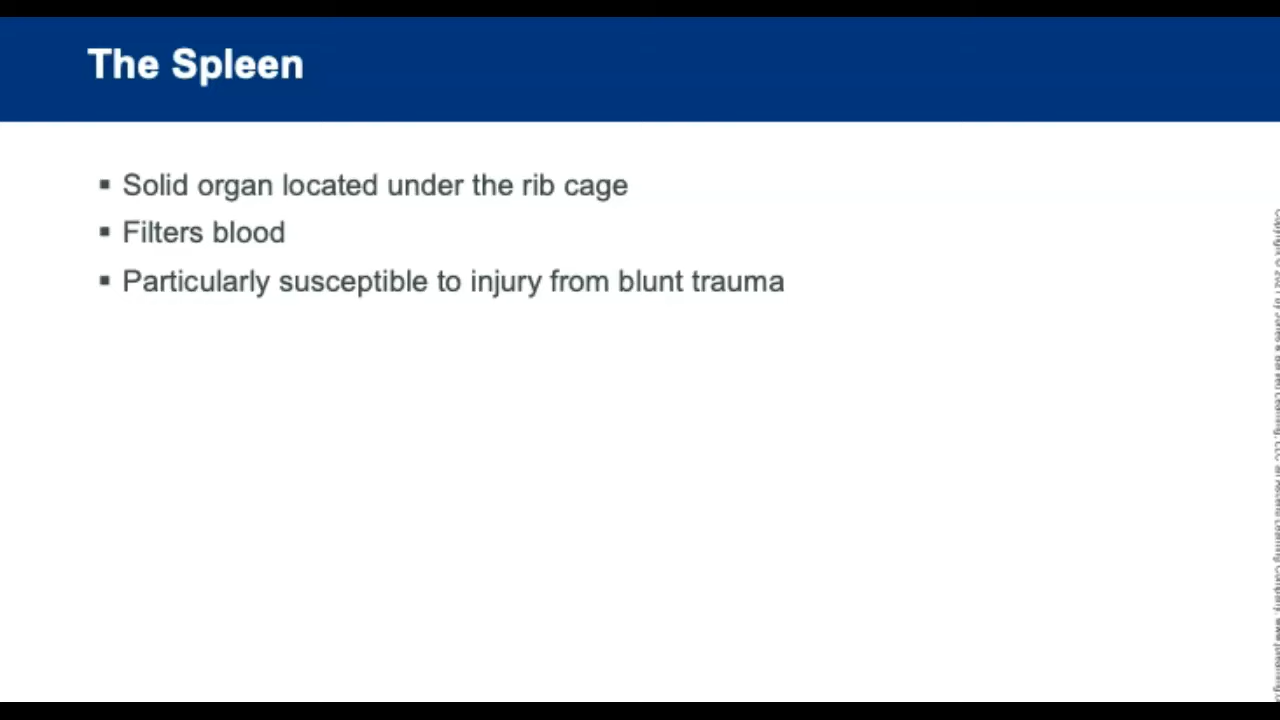 The Spleen
▪ Solid organ located under the rib cage
▪ Filters blood
▪ Particularly susceptible to injury from blunt trauma